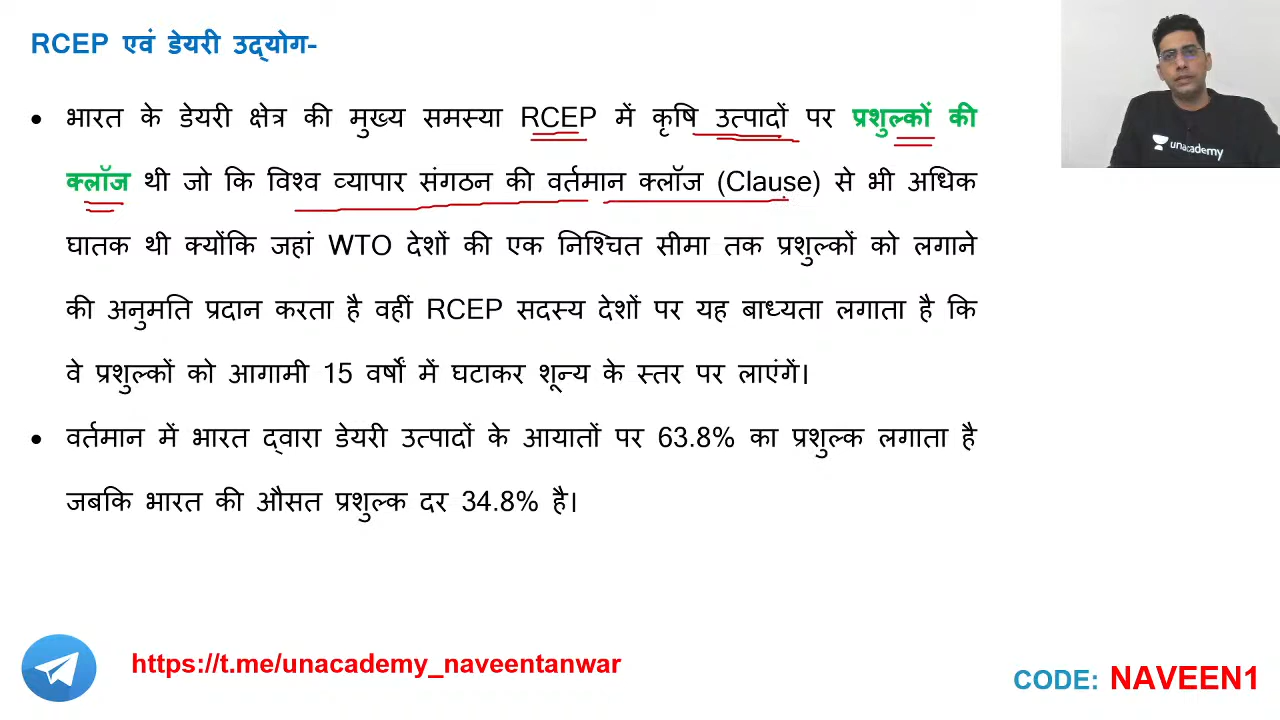 RCEP एवं डेयरी उद्योग-
• भारत के डेयरी क्षेत्र की मुख्य समस्या RCEP में कृषि उत्पादों पर प्रशुल्कों की
क्लॉज थी जो कि विश्व व्यापार संगठन की वर्तमान क्लॉज (Clause) से भी अधिक
घातक थी क्योंकि जहां WTO देशों की एक निश्चित सीमा तक प्रशुल्कों को लगाने
की अनुमति प्रदान करता है वहीं RCEP सदस्य देशों पर यह बाध्यता लगाता है कि
वे प्रशुल्कों को आगामी 15 वर्षों में घटाकर शून्य के स्तर पर लाएंगें।
• वर्तमान में भारत द्वारा डेयरी उत्पादों के आयातों पर 63.8% का प्रशुल्क लगाता है
जबकि भारत की औसत प्रशुल्क दर 34.8% है।
unacademy
https://t.me/unacademy_naveentanwar
CODE: NAVEEN1